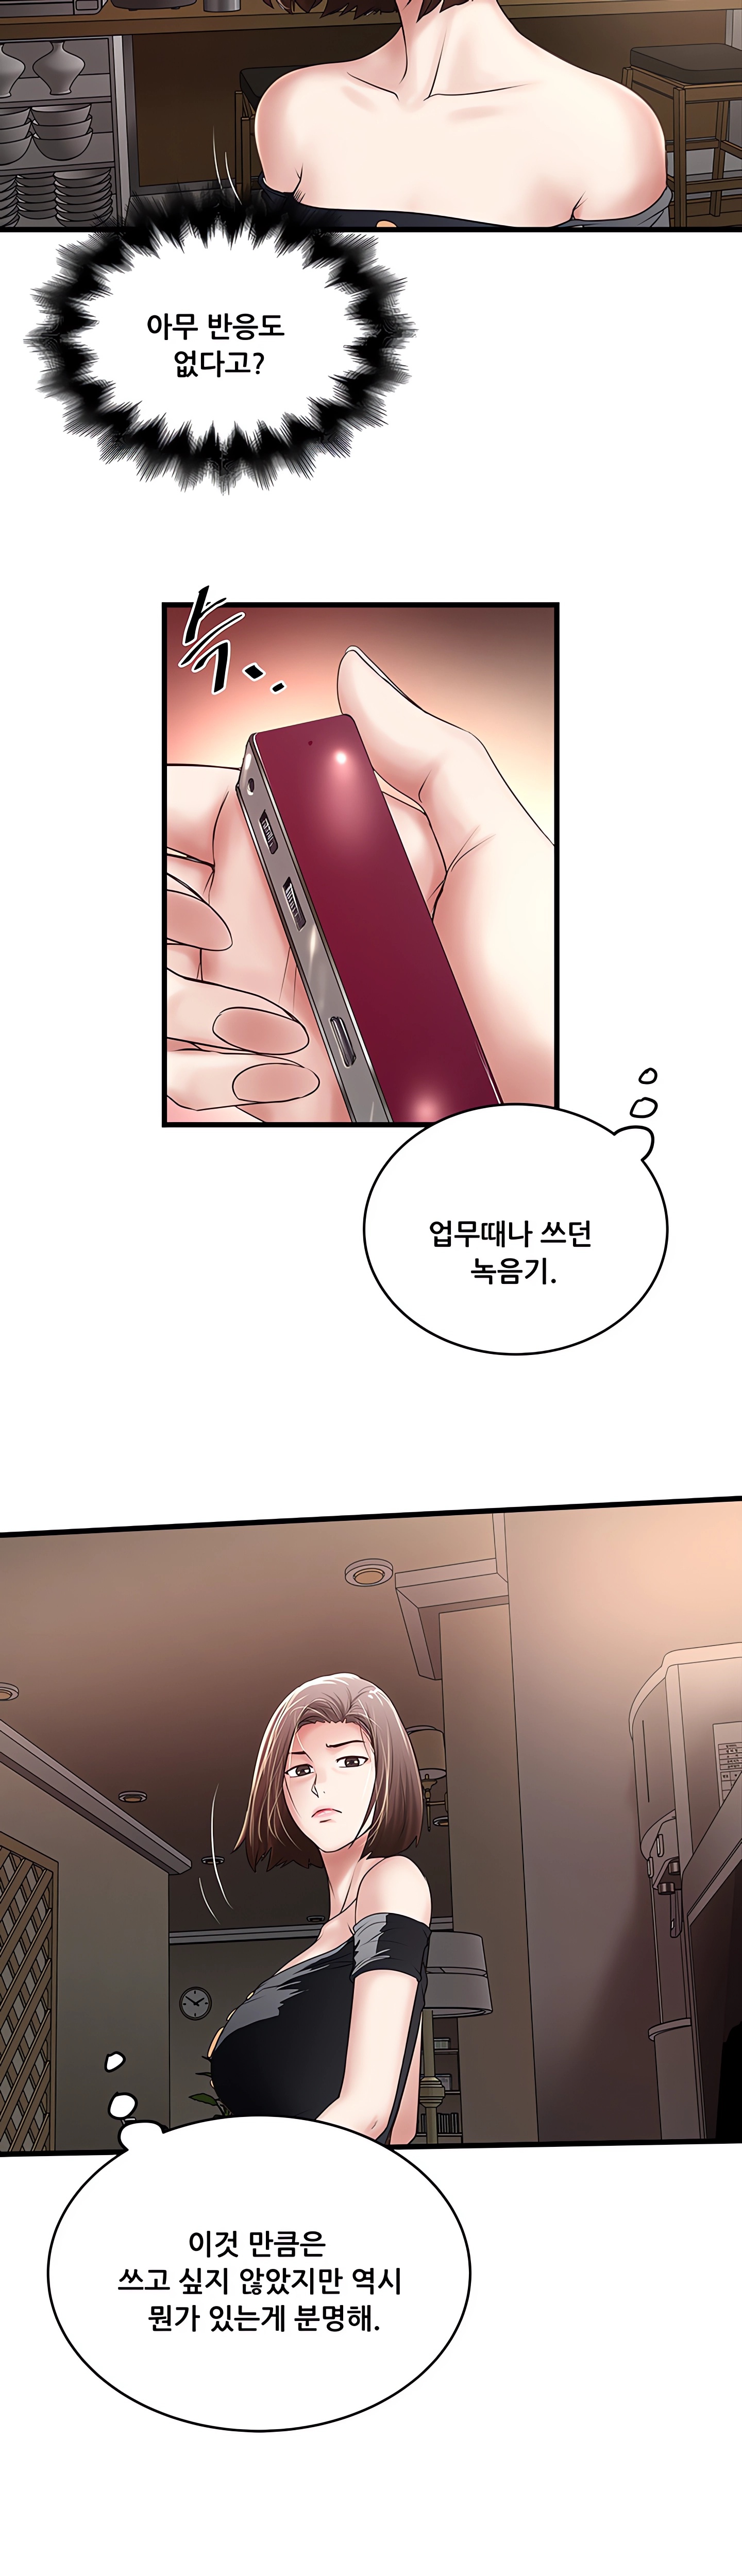 아무 반응도
없다고?
업무때나 쓰던
녹음기.
이것 만큼은
쓰고 싶지 않았지만 역시
뭔가 있는게 분명해.